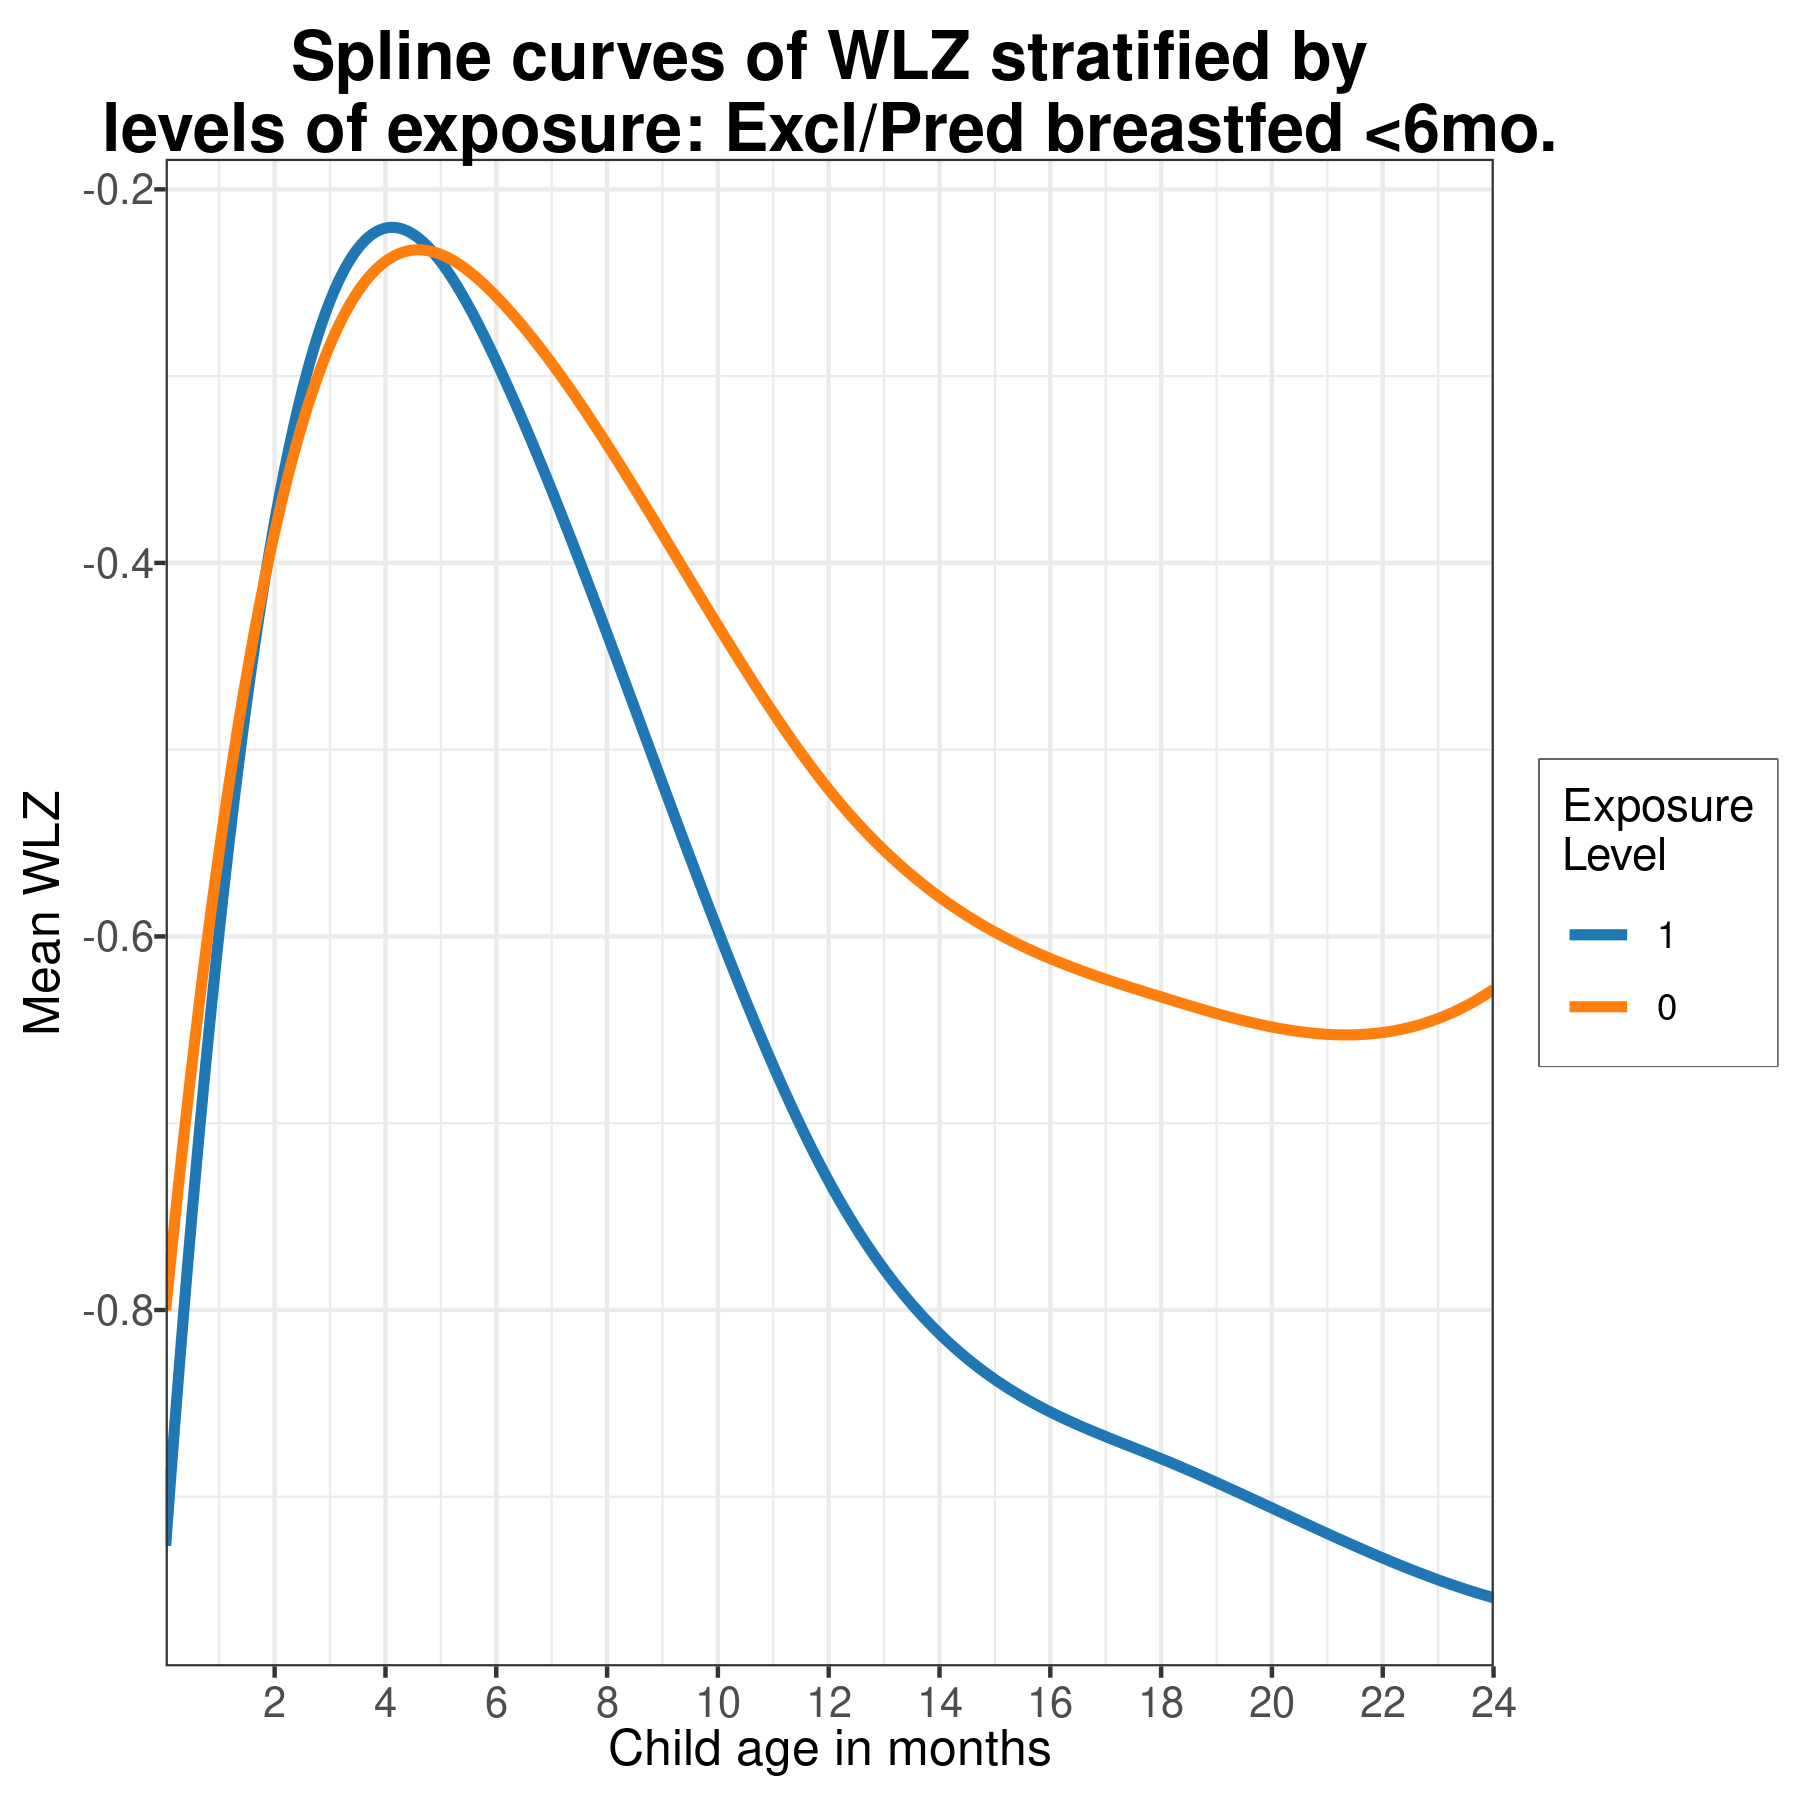 Spline curves of WLZ stratified by
levels of exposure: Excl/Pred breastfed <6mo.
-0.2
-0.4
-0.6
-0.8
Mean WLZ
2 4 6 8 10 12 14 16 18 20 22 24
Child age in months
Exposure
Level
1
0